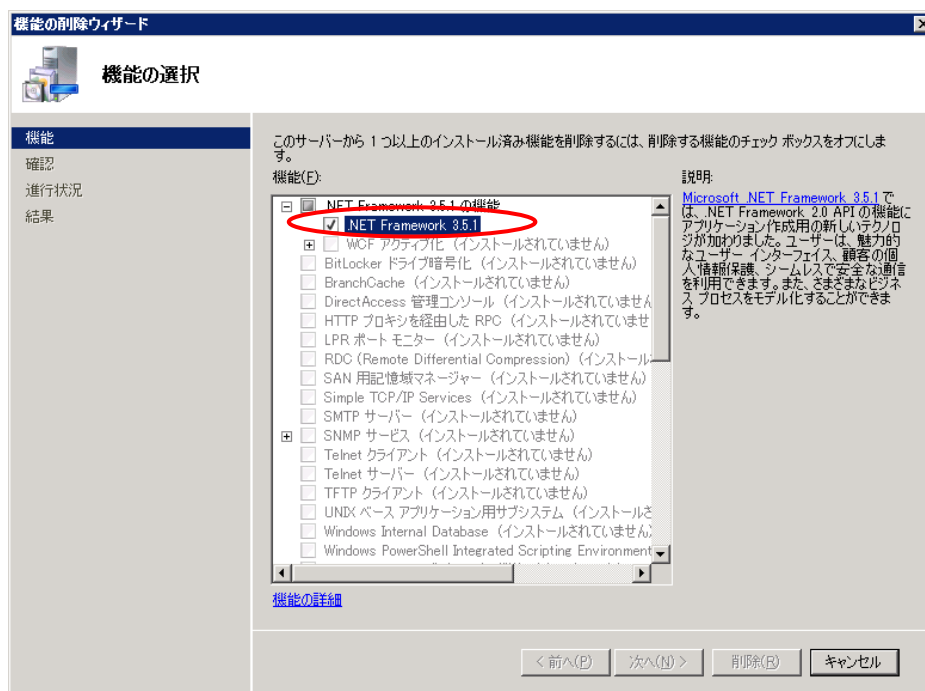 機能の削除ウィザード
機能の選択
機能
確認
進行状況
結果
このサーバーから 1 つ以上のインストール済み機能を削除するには、削除する機能のチェック ボックスをオフにしま
す。
機能(F):
.NET Framework 3.5.1 の機能
.NET Framework 3.5.1
WCF アクティブ化 (インストールされていません)
BitLocker ドライブ暗号化 (インストールされていません)
BranchCache (インストールされていません)
DirectAccess 管理コンソール (インストールされていません
HTTP プロキシを経由した RPC (インストールされていませ
LPR ポート モニター (インストールされていません)
RDC (Remote Differential Compression) (インストール
SAN 用記憶域マネージャー (インストールされていません)
Simple TCP/IP Services (インストールされていません)
SMTP サーバー (インストールされていません)
SNMP サービス (インストールされていません)
Telnet クライアント (インストールされていません)
Telnet サーバー (インストールされていません)
TFTP クライアント (インストールされていません)
UNIX ベース アプリケーション用サブシステム (インストールさ
Windows Internal Database (インストールされていません)
Windows PowerShell Integrated Scripting Environment
機能の詳細
説明:
Microsoft .NET Framework 3.5.1 で
は、.NET Framework 2.0 API の機能に
アプリケーション作成用の新しいテクノロ
ジが加わりました。ユーザーは、魅力的
なユーザー インターフェイス、顧客の個
人情報保護、シームレスで安全な通信
を利用できます。また、さまざまなビジネ
ス プロセスをモデル化することができま
す。
< 前へ(P)
次へ(N) >
削除(R)
キャンセル